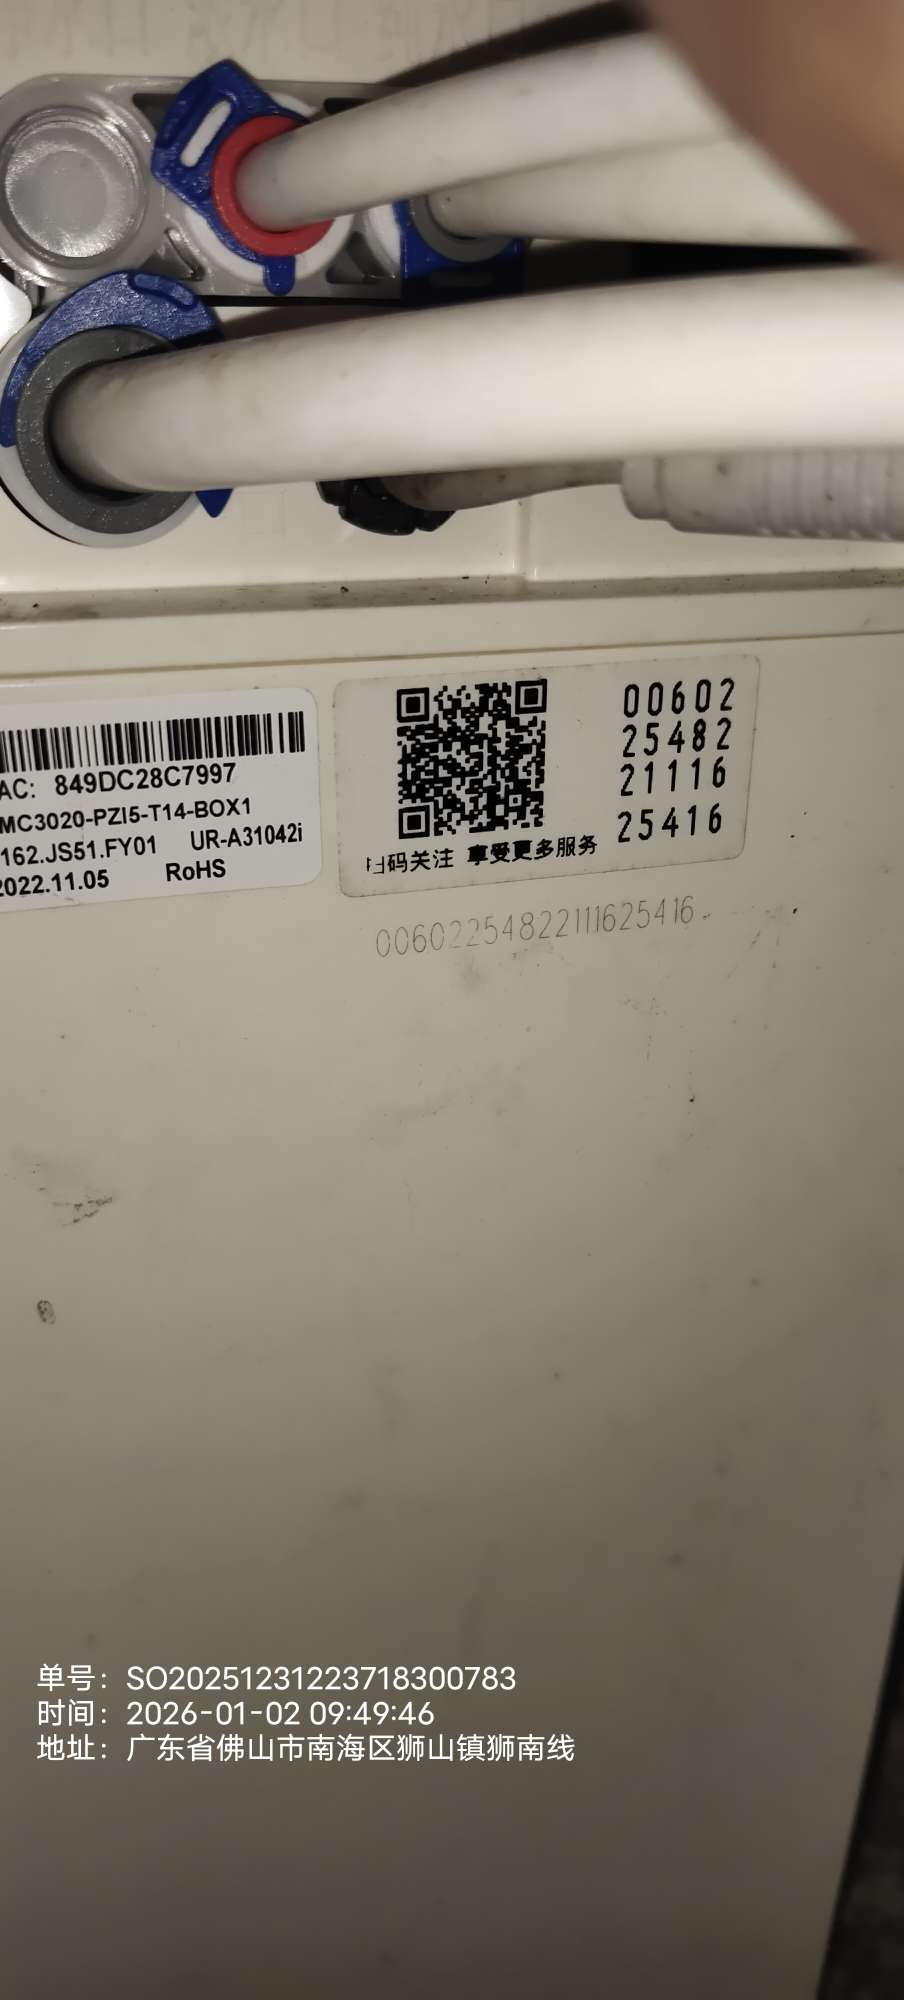 AC: 849DC28C7997
MC3020-PZI5-T14-BOX1
162.JS51.FY01 UR-A31042i
2022.11.05 RoHS
扫码关注 享受更多服务
00602
25482
21116
25416
00602254822111625416
单号：SO20251231223718300783
时间：2026-01-02 09:49:46
地址：广东省佛山市南海区狮山镇狮南线